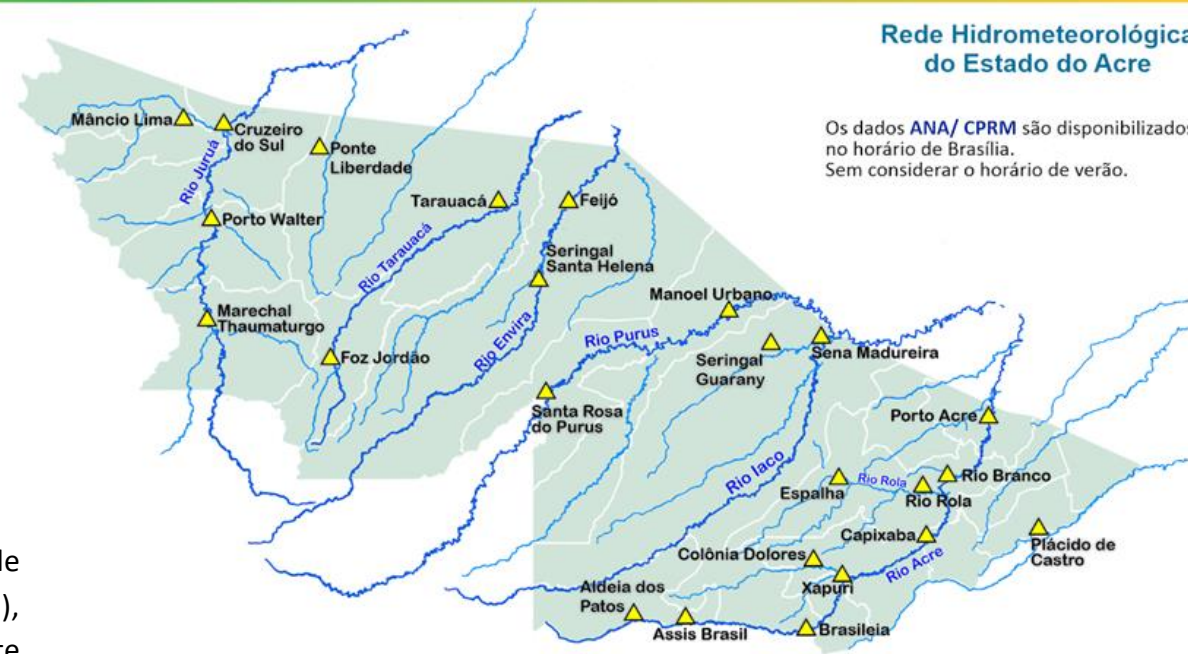 Rede Hidrometeorológica
do Estado do Acre
Os dados ANA/ CPRM são disponibilizados
no horário de Brasília.
Sem considerar o horário de verão.
Mâncio Lima
Cruzeiro
do Sul
Ponte
Liberdade
Rio Juruá
Tarauacá
Feijó
Porto Walter
Rio Tarauacá
Seringal
Santa Helena
Manoel Urbano
Marechal
Thaumaturgo
Foz Jordão
Rio Envira
Rio Purus
Seringal
Guarany
Sena Madureira
Santa Rosa
do Purus
Porto Acre
Rio Iaco
Espalha
Rio Rola
Rio Rola
Rio Branco
Capixaba
Plácido de
Castro
Colônia Dolores
Rio Acre
Xapuri
Aldeia dos
Patos
Assis Brasil
Brasileia
de
),